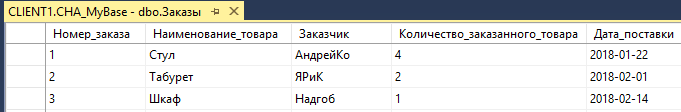 CLIENT1.CHA_MyBase - dbo.Заказы
Номер_заказа Наименование_товара Заказчик Количество_заказанного_товара Дата_поставки
1 Стул АндрейКо 4 2018-01-22
2 Табурет ЯРиК 2 2018-02-01
3 Шкаф Надгоб 1 2018-02-14